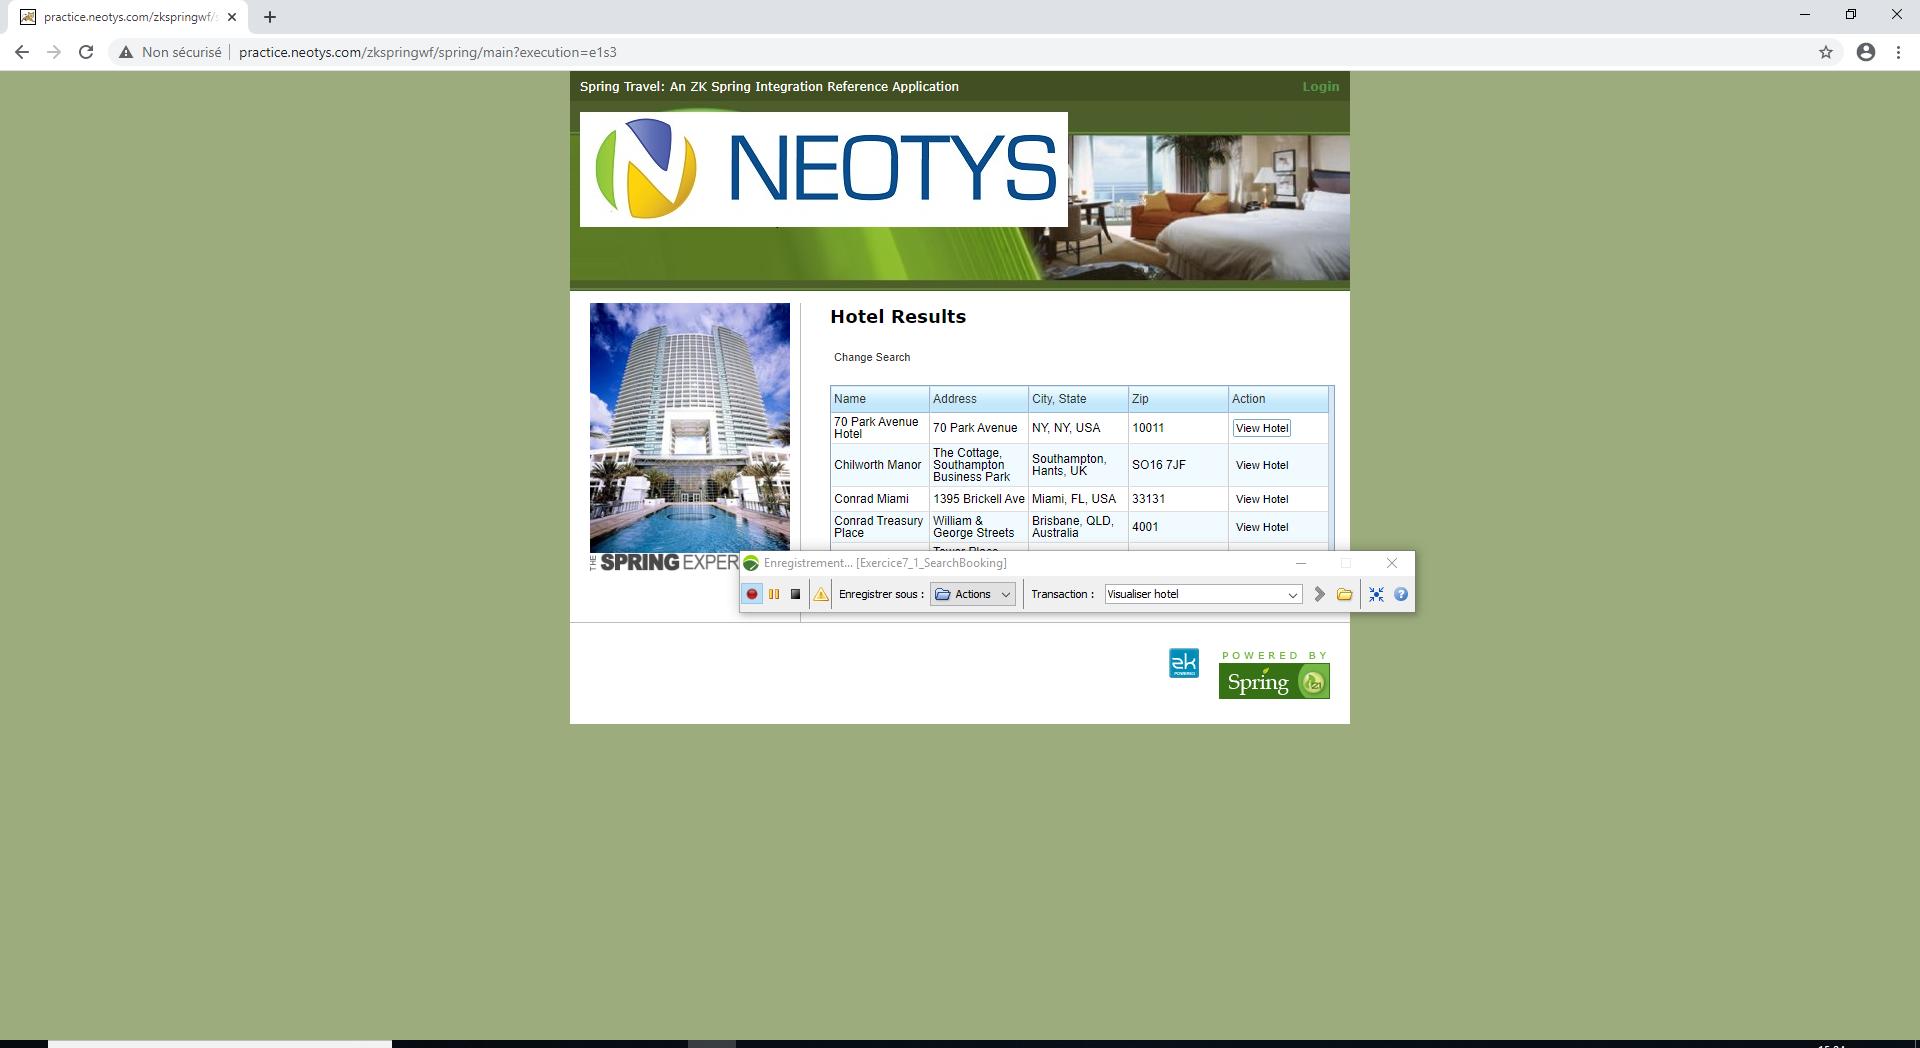 practice.neotys.com/zkspringwf/s
Non sécurisé
practice.neotys.com/zkspringwf/spring/main?execution=e1s3
Spring Travel: An ZK Spring Integration Reference Application
Login
NEOTYS
Hotel Results
Change Search
Name Address City, State Zip Action
70 Park Avenue Hotel 70 Park Avenue NY, NY, USA 10011 View Hotel
Chilworth Manor The Cottage, Southampton Business Park Southampton, Hants, UK SO16 7JF View Hotel
Conrad Miami 1395 Brickell Ave Miami, FL, USA 33131 View Hotel
Conrad Treasury Place William & George Streets Brisbane, QLD, Australia 4001 View Hotel
THE SPRING EXPER
Enregistrement... [Exercice7_1_SearchBooking]
Enregistrer sous : Actions Transaction : Visualiser hotel
zk
POWERED
POWERED BY
Spring